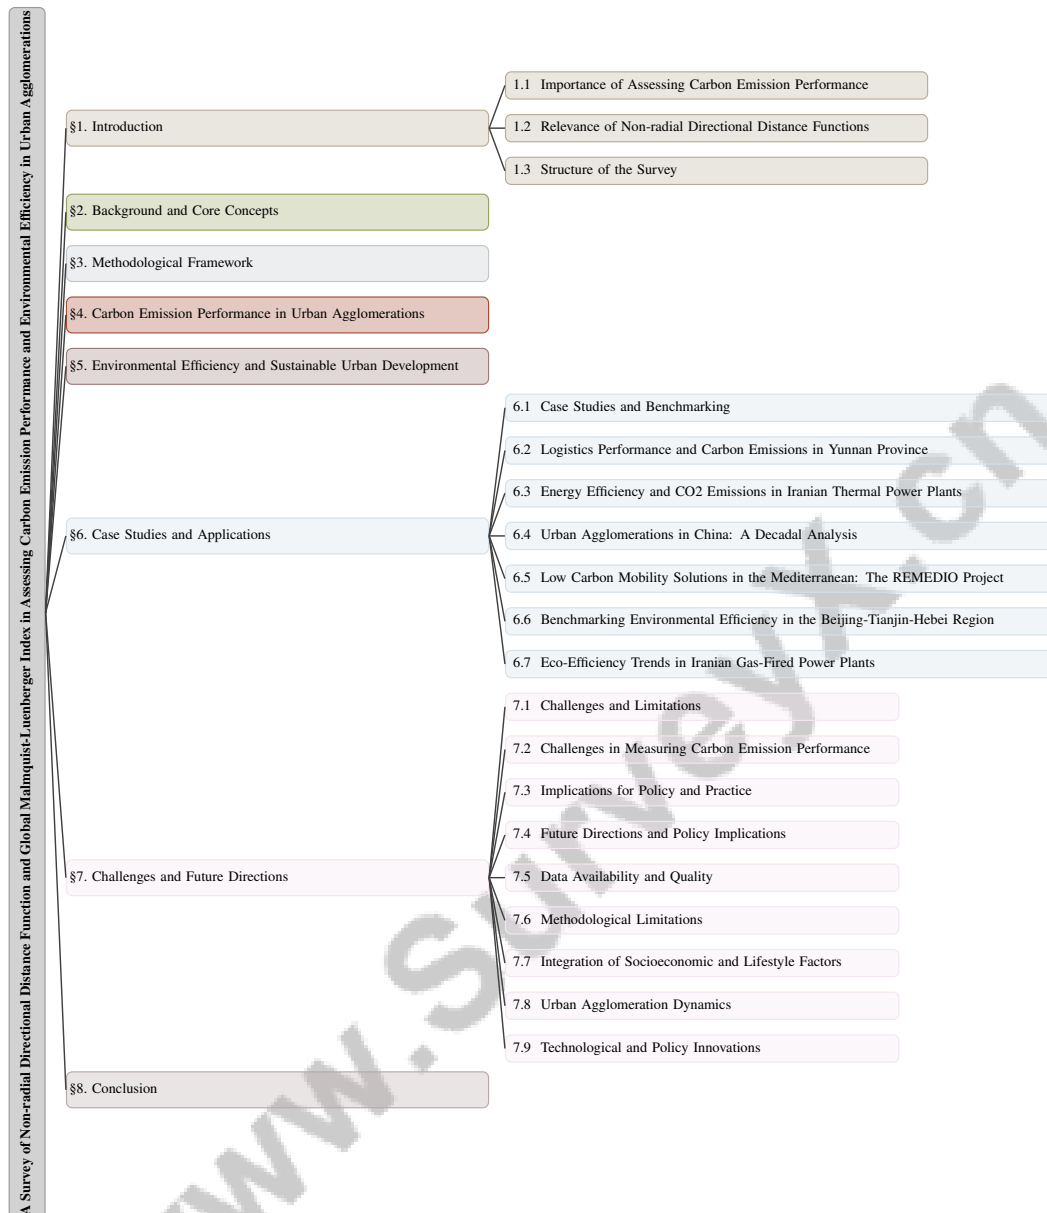 A Survey of Non-radial Directional Distance Function and Global Malmquist-Luenberger Index in Assessing Carbon Emission Performance and Environmental Efficiency in Urban Agglomerations
§1. Introduction
1.1 Importance of Assessing Carbon Emission Performance
1.2 Relevance of Non-radial Directional Distance Functions
1.3 Structure of the Survey
§2. Background and Core Concepts
§3. Methodological Framework
§4. Carbon Emission Performance in Urban Agglomerations
§5. Environmental Efficiency and Sustainable Urban Development
§6. Case Studies and Applications
6.1 Case Studies and Benchmarking
6.2 Logistics Performance and Carbon Emissions in Yunnan Province
6.3 Energy Efficiency and CO2 Emissions in Iranian Thermal Power Plants
6.4 Urban Agglomerations in China: A Decadal Analysis
6.5 Low Carbon Mobility Solutions in the Mediterranean: The REMEDIO Project
6.6 Benchmarking Environmental Efficiency in the Beijing-Tianjin-Hebei Region
6.7 Eco-Efficiency Trends in Iranian Gas-Fired Power Plants
§7. Challenges and Future Directions
7.1 Challenges and Limitations
7.2 Challenges in Measuring Carbon Emission Performance
7.3 Implications for Policy and Practice
7.4 Future Directions and Policy Implications
7.5 Data Availability and Quality
7.6 Methodological Limitations
7.7 Integration of Socioeconomic and Lifestyle Factors
7.8 Urban Agglomeration Dynamics
7.9 Technological and Policy Innovations
§8. Conclusion
www.Surveyx.cn